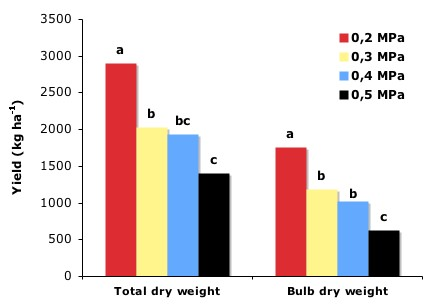 3500
3000
2500
2000
1500
1000
500
0
Yield (kg ha-1)
0,2 MPa
0,3 MPa
0,4 MPa
0,5 MPa
a
b
bc
c
a
b
b
c
Total dry weight
Bulb dry weight